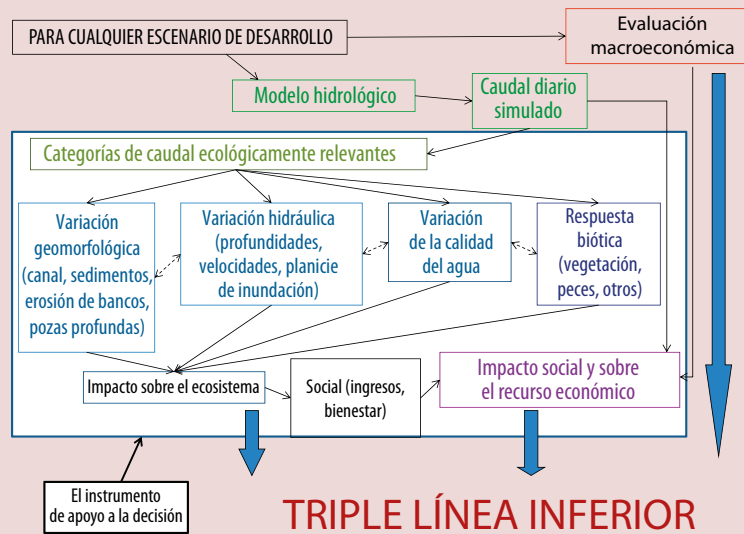 PARA CUALQUIER ESCENARIO DE DESARROLLO
Evaluación
macroeconómica
Modelo hidrológico
Caudal diario
simulado
Categorías de caudal ecológicamente relevantes
Variación
geomorfológica
(canal, sedimentos,
erosión de bancos,
pozas profundas)
Variación hidráulica
(profundidades,
velocidades, planicie
de inundación)
Variación
de la calidad
del agua
Respuesta
biótica
(vegetación,
peces, otros)
Impacto sobre el ecosistema
Social (ingresos,
bienestar)
Impacto social y sobre
el recurso económico
El instrumento
de apoyo a la decisión
TRIPLE LÍNEA INFERIOR